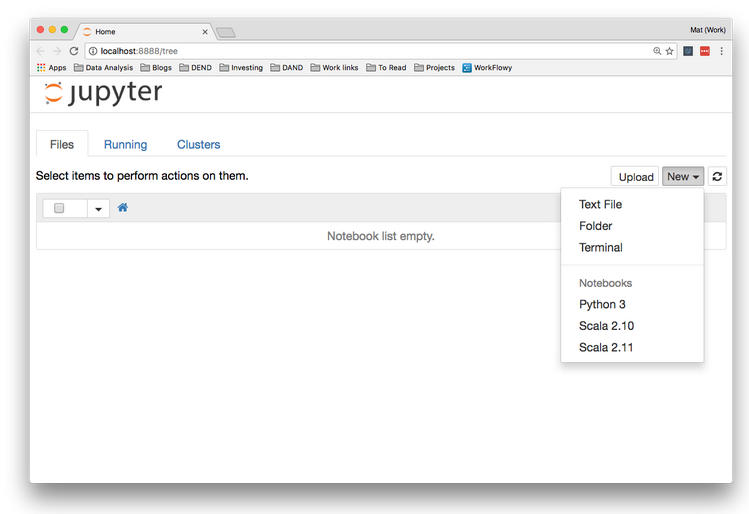 Home
Mat (Work)
localhost:8888/tree
Apps Data Analysis Blogs DEND Investing DAND Work links To Read Projects WorkFlowy
jupyter
Files Running Clusters
Select items to perform actions on them.
Upload New
Notebook list empty.
Text File
Folder
Terminal
Notebooks
Python 3
Scala 2.10
Scala 2.11